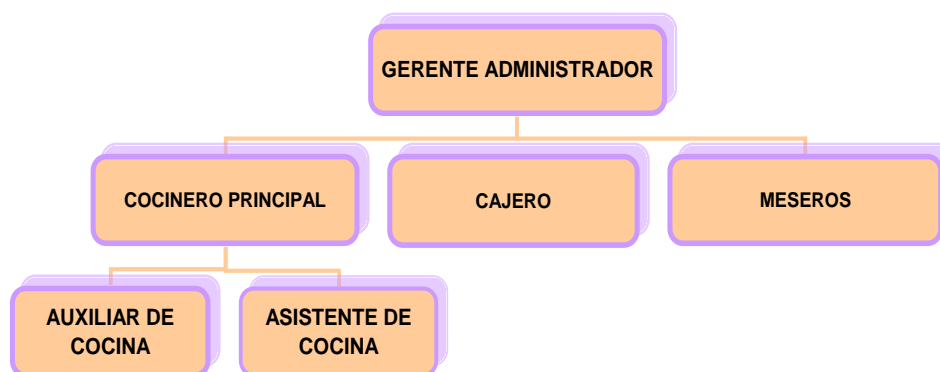 GERENTE ADMINISTRADOR
COCINERO PRINCIPAL
CAJERO
MESEROS
AUXILIAR DE
COCINA
ASISTENTE DE
COCINA